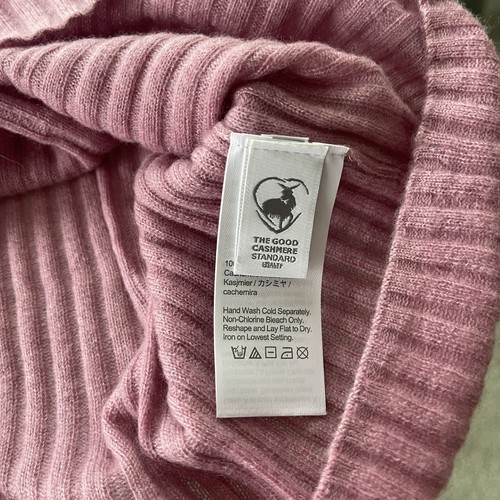 THE GOOD
CASHMERE
STANDARD
Kasjmier / カシミヤ /
cachemira
Hand Wash Cold Separately.
Non-Chlorine Bleach Only.
Reshape and Lay Flat to Dry.
Iron on Lowest Setting.